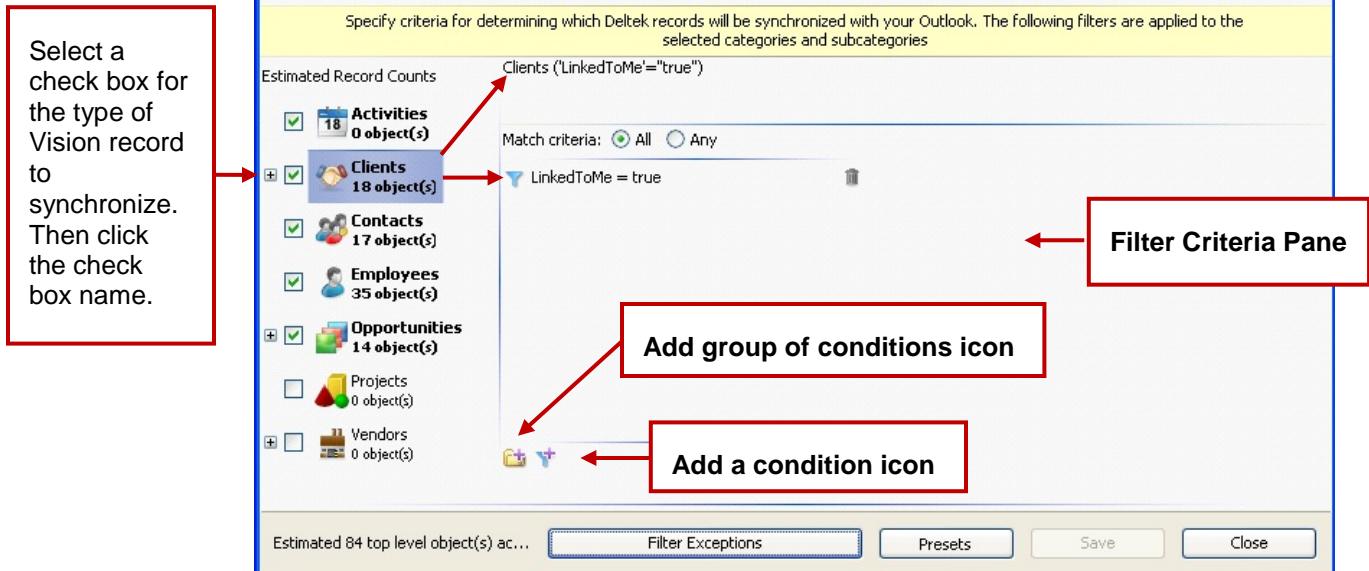 Select a
check box for
the type of
Vision record
to
synchronize.
Then click
the check
box name.
Specify criteria for determining which Deltek records will be synchronized with your Outlook. The following filters are applied to the
selected categories and subcategories
Estimated Record Counts
Clients ('LinkedToMe'="true")
18
Activities
0 object(s)
Match criteria: All Any
Clients
18 object(s)
LinkedToMe = true
Contacts
17 object(s)
Filter Criteria Pane
Employees
35 object(s)
Opportunities
14 object(s)
Add group of conditions icon
Projects
0 object(s)
Vendors
0 object(s)
Add a condition icon
Estimated 84 top level object(s) ac...
Filter Exceptions
Presets
Save
Close